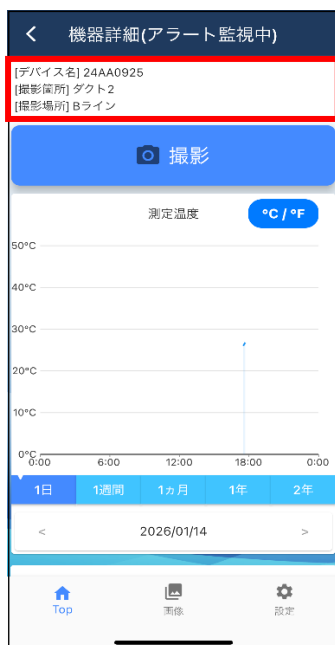 機器詳細(アラート監視中)
[デバイス名] 24AA0925
[撮影箇所] ダクト2
[撮影場所] Bライン
撮影
測定温度
°C / °F
50°C
40°C
30°C
20°C
10°C
0°C
0:00 6:00 12:00 18:00 0:00
1日 1週間 1ヵ月 1年 2年
< 2026/01/14 >
Top 画像 設定